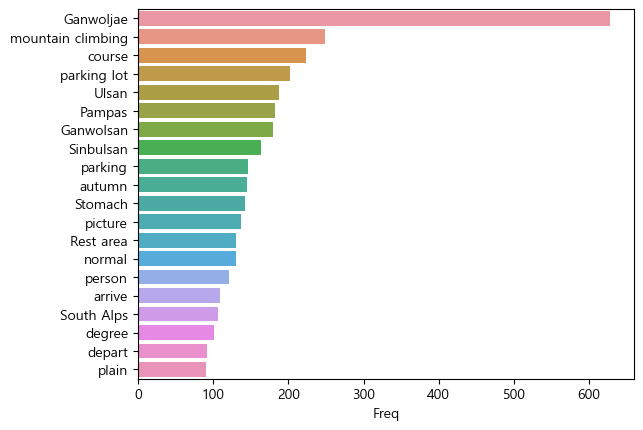 Ganwoljae
mountain climbing
course
parking lot
Ulsan
Pampas
Ganwolsan
Sinbulsan
parking
autumn
Stomach
picture
Rest area
normal
person
arrive
South Alps
degree
depart
plain
0 100 200 300 400 500 600
Freq